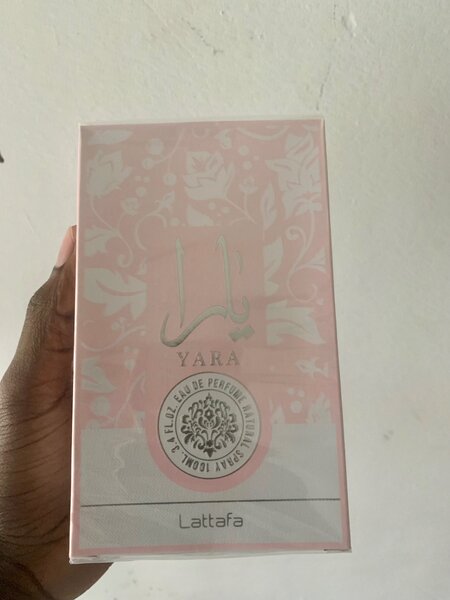 يارا
YARA
EAU DE PERFUME NATURAL SPRAY 100ML. 3.4 FL.OZ.
Lattafa